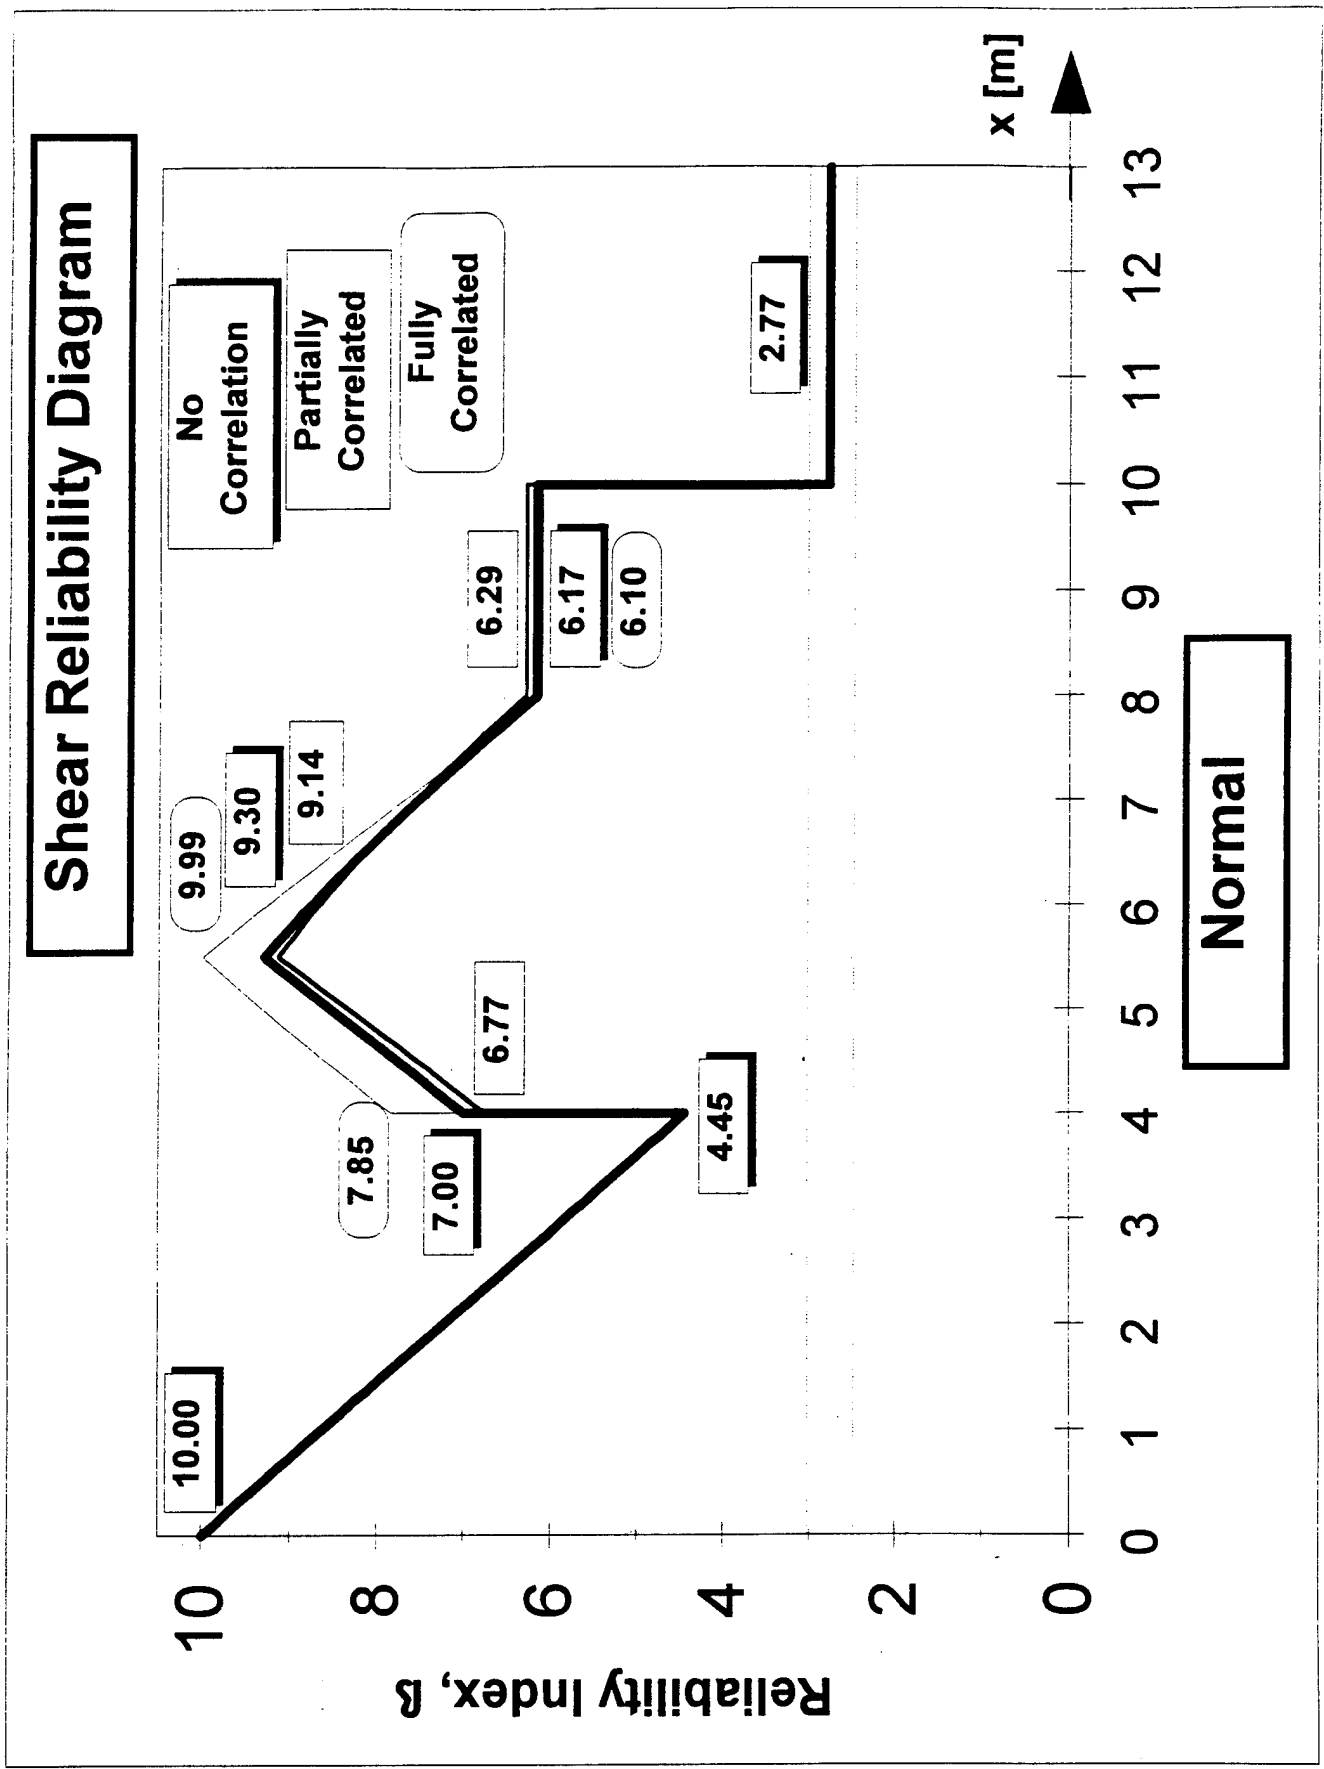 Shear Reliability Diagram
No
Correlation
Partially
Correlated
Fully
Correlated
10.00
9.99
9.30
9.14
7.85
7.00
6.77
4.45
6.29
6.17
6.10
2.77
10
8
6
4
2
0
Reliability Index, ß
0 1 2 3 4 5 6 7 8 9 10 11 12 13
x [m]
Normal